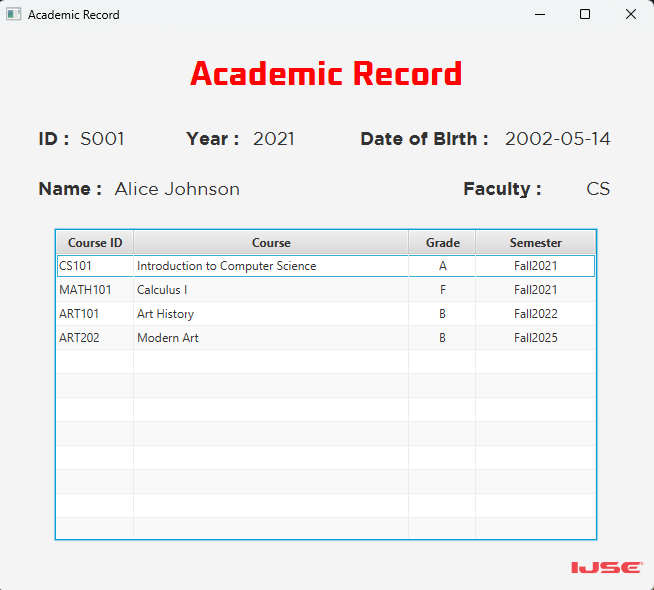 Academic Record
Academic Record
ID : S001 Year : 2021 Date of Birth : 2002-05-14
Name : Alice Johnson Faculty : CS
Course ID Course Grade Semester
CS101 Introduction to Computer Science A Fall2021
MATH101 Calculus I F Fall2021
ART101 Art History B Fall2022
ART202 Modern Art B Fall2025
IJSE